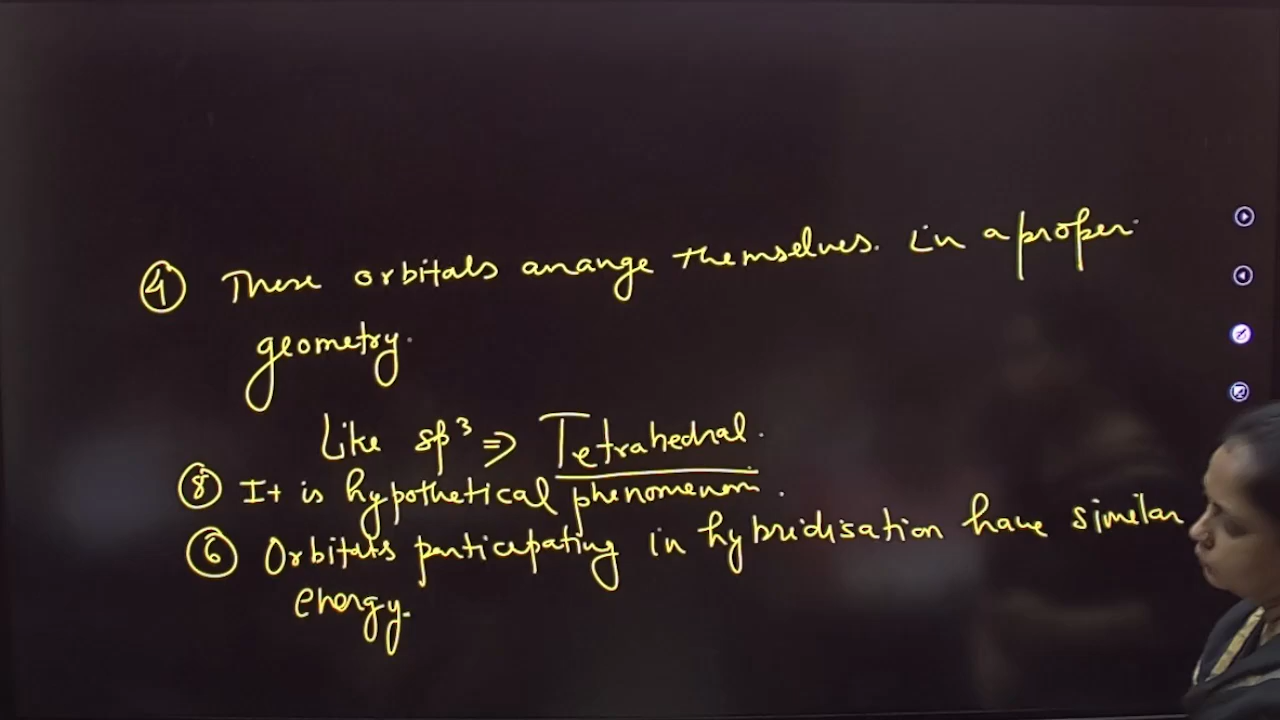 ④ These orbitals arrange themselves. in a proper
geometry.
Like sp³ ⇒ Tetrahedral.
⑧ It is hypothetical phenomenon.
⑥ Orbitals participating in hybridisation have similar
energy.